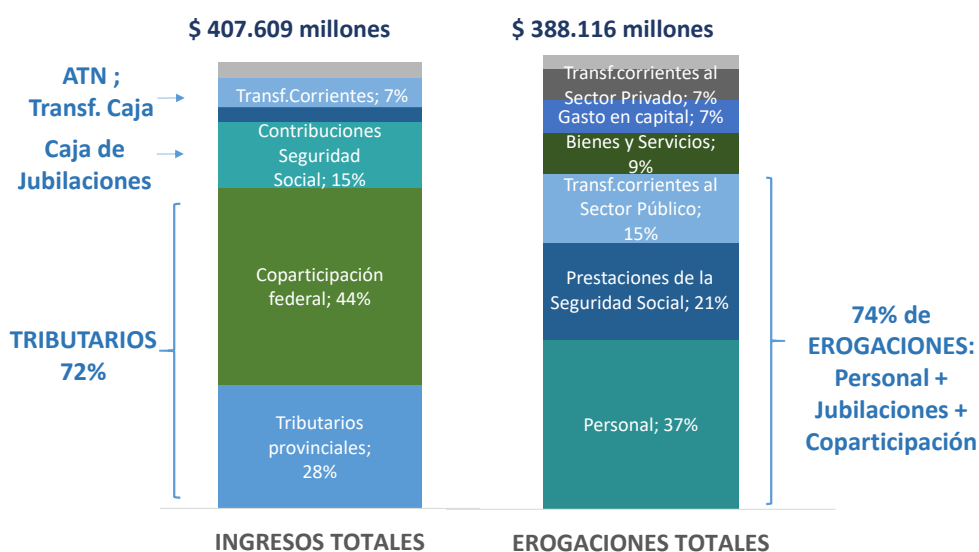 $ 407.609 millones
$ 388.116 millones
ATN ;
Transf. Caja
Caja de
Jubilaciones
TRIBUTARIOS
72%
Transf.Corrientes; 7%
Contribuciones
Seguridad
Social; 15%
Coparticipación
federal; 44%
Tributarios
provinciales;
28%
Transf.corrientes al
Sector Privado; 7%
Gasto en capital; 7%
Bienes y Servicios;
9%
Transf.corrientes al
Sector Público;
15%
Prestaciones de la
Seguridad Social; 21%
Personal; 37%
74% de
EROGACIONES:
Personal +
Jubilaciones +
Coparticipación
INGRESOS TOTALES
EROGACIONES TOTALES